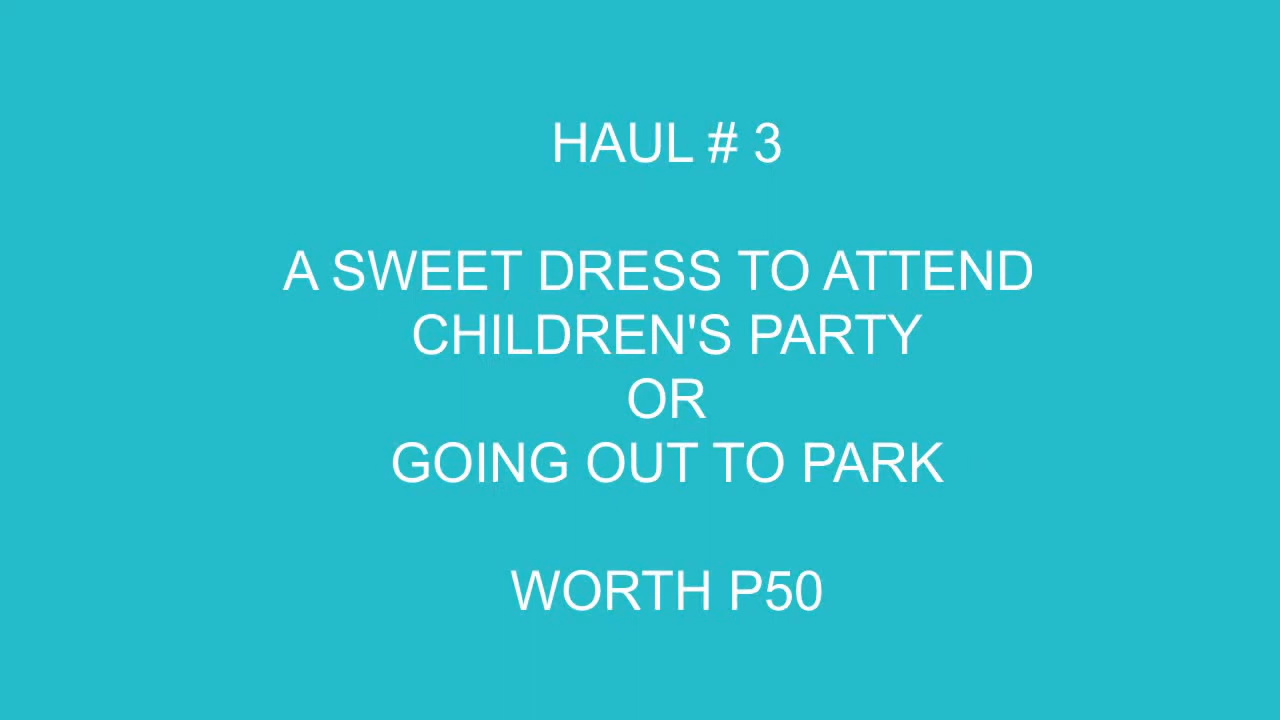 HAUL # 3
A SWEET DRESS TO ATTEND
CHILDREN'S PARTY
OR
GOING OUT TO PARK
WORTH P50